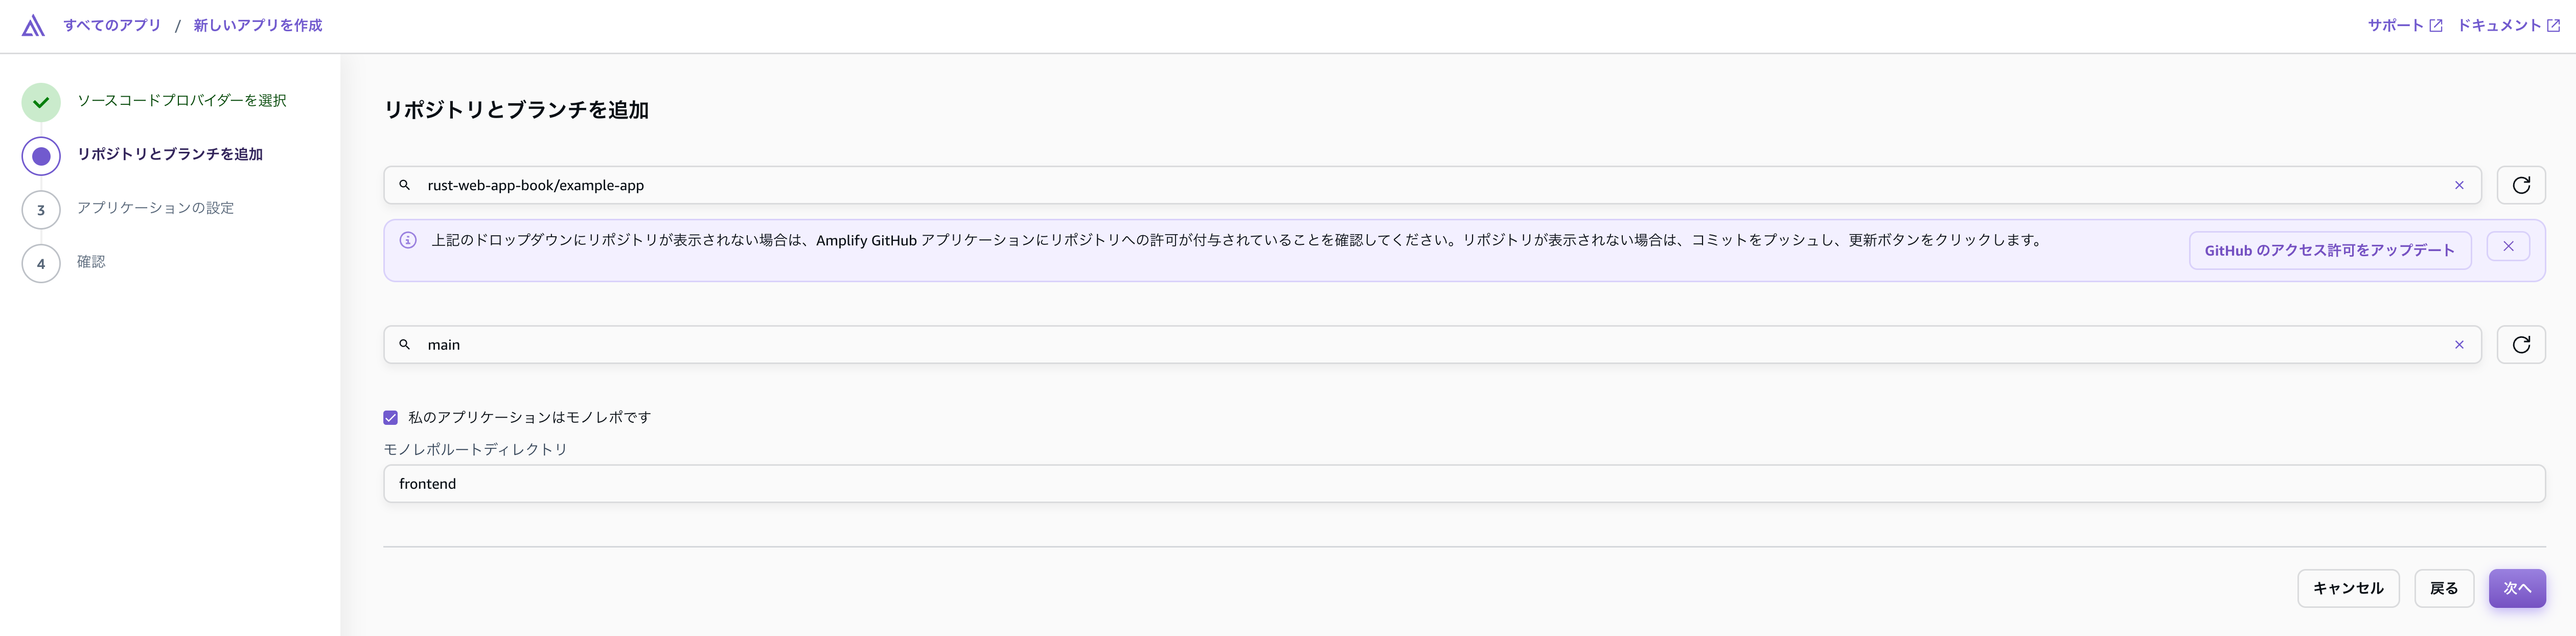 すべてのアプリ / 新しいアプリを作成
サポート ドキュメント
ソースコードプロバイダーを選択
リポジトリとブランチを追加
3 アプリケーションの設定
4 確認
リポジトリとブランチを追加
rust-web-app-book/example-app
上記のドロップダウンにリポジトリが表示されない場合は、Amplify GitHub アプリケーションにリポジトリへの許可が付与されていることを確認してください。リポジトリが表示されない場合は、コミットをプッシュし、更新ボタンをクリックします。
GitHub のアクセス許可をアップデート
main
私のアプリケーションはモノレポです
モノレポルートディレクトリ
frontend
キャンセル 戻る 次へ